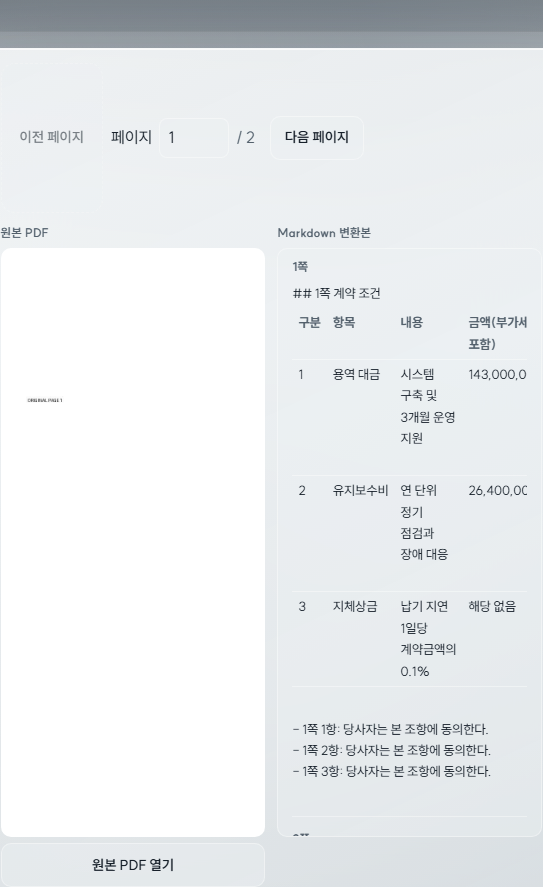 이전 페이지 페이지 1 / 2 다음 페이지
원본 PDF
ORIGINAL PAGE 1
원본 PDF 열기
Markdown 변환본
1쪽
## 1쪽 계약 조건
구분 항목 내용 금액(부가세 포함)
1 용역 대금 시스템 구축 및 3개월 운영 지원 143,000,0
2 유지보수비 연 단위 정기 점검과 장애 대응 26,400,00
3 지체상금 납기 지연 1일당 계약금액의 0.1% 해당 없음
- 1쪽 1항: 당사자는 본 조항에 동의한다.
- 1쪽 2항: 당사자는 본 조항에 동의한다.
- 1쪽 3항: 당사자는 본 조항에 동의한다.